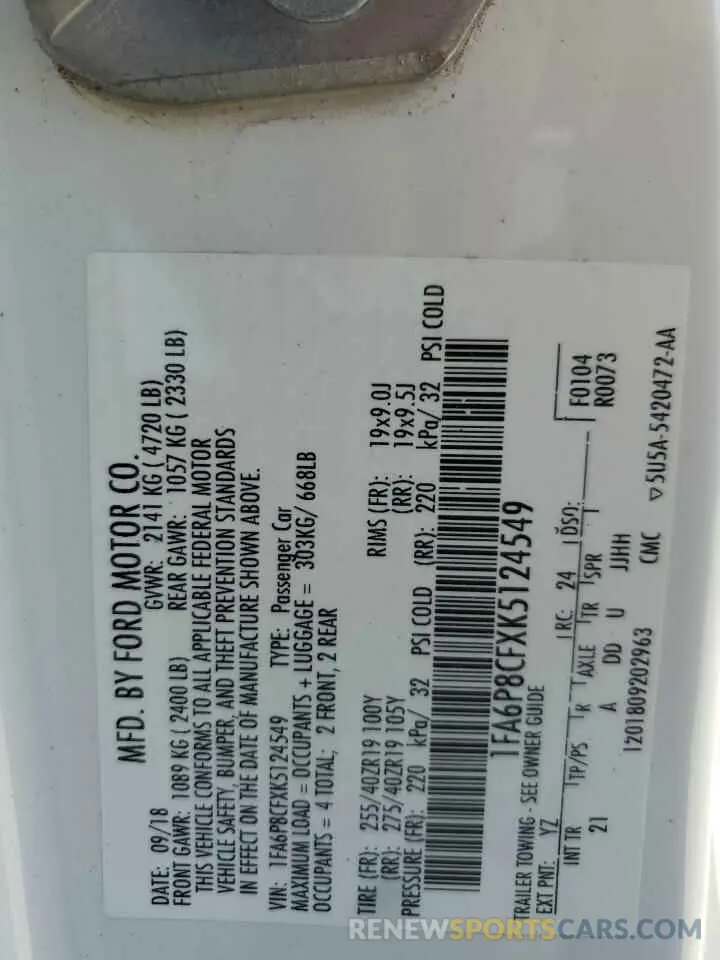 MFD. BY FORD MOTOR CO.
DATE: 09/18 GVWR: 2141 KG ( 4720 LB)
FRONT GAWR: 1089 KG ( 2400 LB) REAR GAWR: 1057 KG ( 2330 LB)
THIS VEHICLE CONFORMS TO ALL APPLICABLE FEDERAL MOTOR
VEHICLE SAFETY, BUMPER, AND THEFT PREVENTION STANDARDS
IN EFFECT ON THE DATE OF MANUFACTURE SHOWN ABOVE.
VIN: 1FA6P8CFXK5124549 TYPE: Passenger Car
MAXIMUM LOAD = OCCUPANTS + LUGGAGE = 303KG/ 668LB
OCCUPANTS = 4 TOTAL; 2 FRONT, 2 REAR
TIRE (FR): 255/40ZR19 100Y RIMS (FR): 19x9.0J
(RR): 275/40ZR19 105Y (RR): 19x9.5J
PRESSURE (FR): 220 kPa/ 32 PSI COLD (RR): 220 kPa/ 32 PSI COLD
1FA6P8CFXK5124549
TRAILER TOWING - SEE OWNER GUIDE
EXT PNT: YZ RC: 24 DSO: F0104
INT TR TP/PS R AXLE TR SPR R0073
21 A DD U JJHH
1Z01809202963 CMC ▽5U5A-5420472-AA
RENEWSPORTSCARS.COM